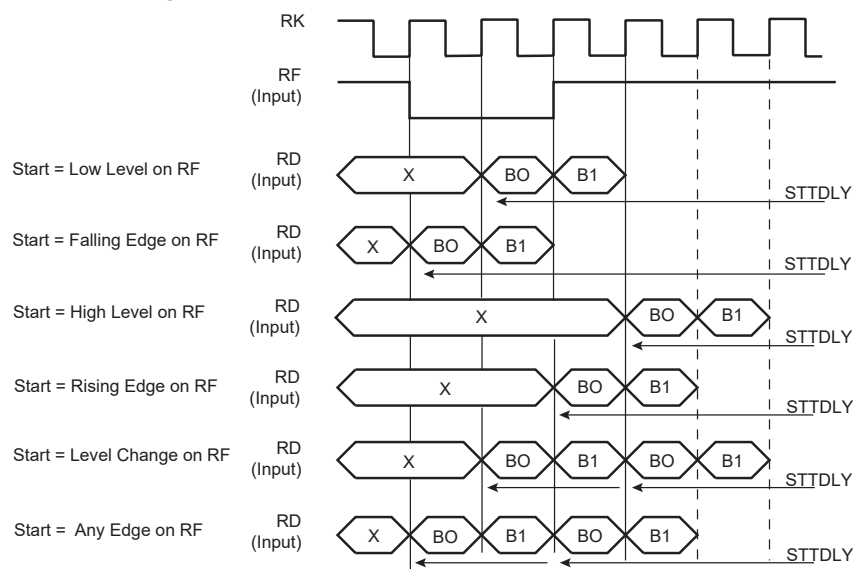 RK
RF
(Input)
Start = Low Level on RF
RD
(Input)
X
BO
B1
STTDLY
Start = Falling Edge on RF
RD
(Input)
X
BO
B1
STTDLY
Start = High Level on RF
RD
(Input)
X
BO
B1
STTDLY
Start = Rising Edge on RF
RD
(Input)
X
BO
B1
STTDLY
Start = Level Change on RF
RD
(Input)
X
BO
B1
BO
B1
STTDLY
Start = Any Edge on RF
RD
(Input)
X
BO
B1
BO
B1
STTDLY